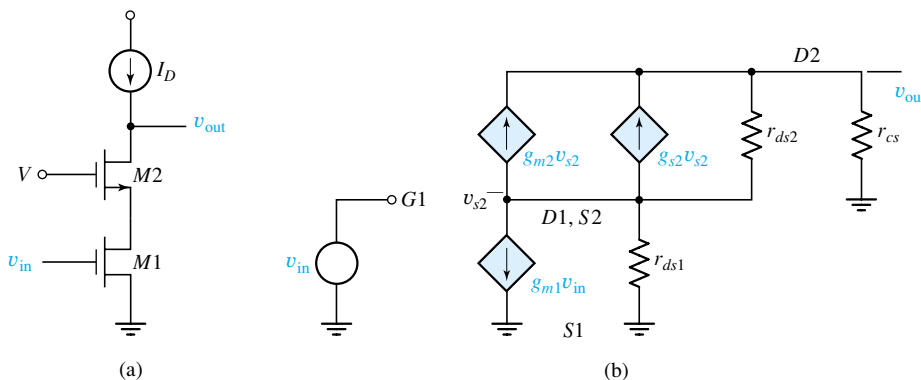 I_D
v_out
V
M2
v_in
M1
(a)
G1
v_in
D2
v_ou
g_m2 v_s2
g_s2 v_s2
r_ds2
r_cs
v_s2
D1, S2
g_m1 v_in
r_ds1
S1
(b)